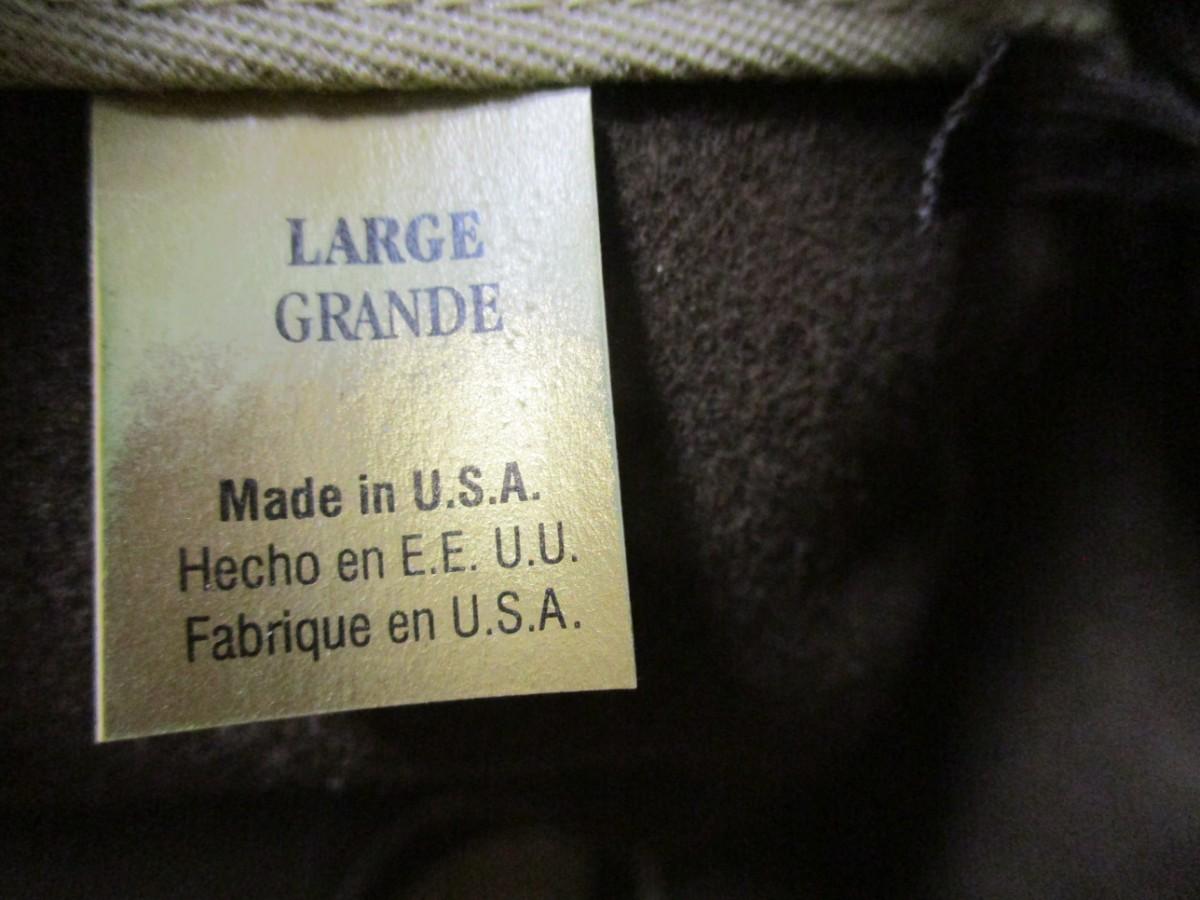 LARGE
GRANDE
Made in U.S.A.
Hecho en E.E. U.U.
Fabrique en U.S.A.